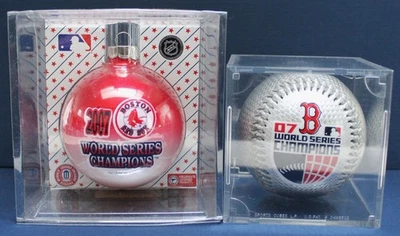 2007
BOSTON
RED SOX
WORLD SERIES
CHAMPIONS
07 B
WORLD SERIES
CHAMPIONS